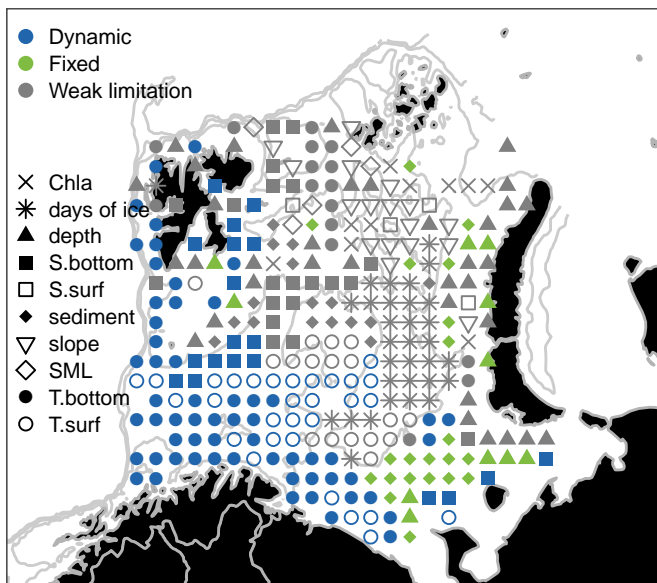 Dynamic
Fixed
Weak limitation
Chla
days of ice
depth
S.bottom
S.surf
sediment
slope
SML
T.bottom
T.surf